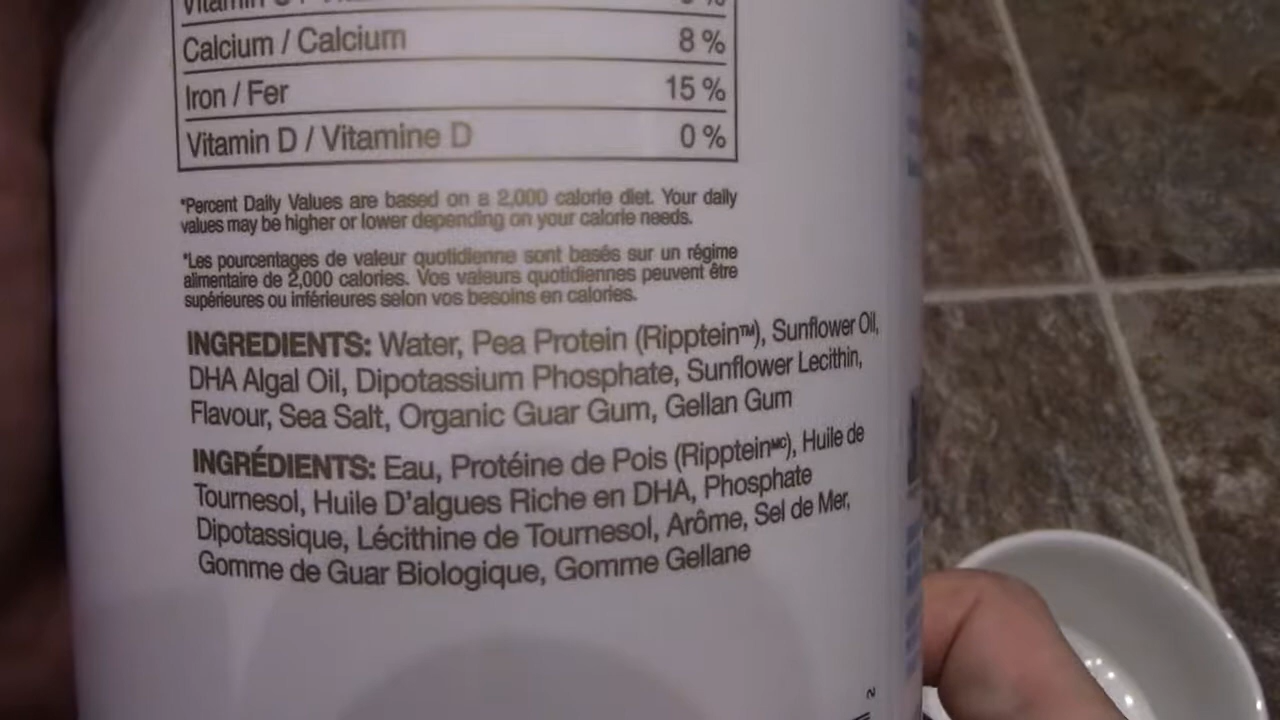 Calcium / Calcium 8 %
Iron / Fer 15 %
Vitamin D / Vitamine D 0 %
*Percent Daily Values are based on a 2,000 calorie diet. Your daily
values may be higher or lower depending on your calorie needs.
*Les pourcentages de valeur quotidienne sont basés sur un régime
alimentaire de 2,000 calories. Vos valeurs quotidiennes peuvent être
supérieures ou inférieures selon vos besoins en calories.
INGREDIENTS: Water, Pea Protein (Ripptein™), Sunflower Oil,
DHA Algal Oil, Dipotassium Phosphate, Sunflower Lecithin,
Flavour, Sea Salt, Organic Guar Gum, Gellan Gum
INGRÉDIENTS: Eau, Protéine de Pois (Rippteinᴹᶜ), Huile de
Tournesol, Huile D'algues Riche en DHA, Phosphate
Dipotassique, Lécithine de Tournesol, Arôme, Sel de Mer,
Gomme de Guar Biologique, Gomme Gellane